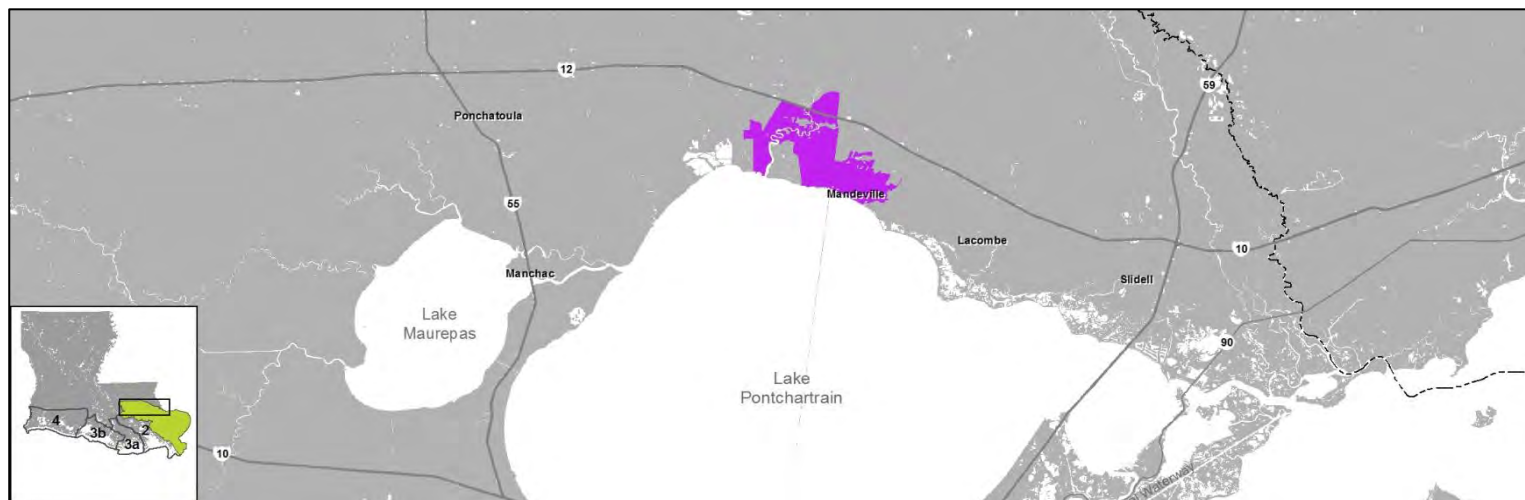 12
59
Ponchatoula
55
Mandeville
Lacombe
10
Manchac
Slidell
Lake
Maurepas
90
Lake
Pontchartrain
4
3b
2
3a
10
Waterway